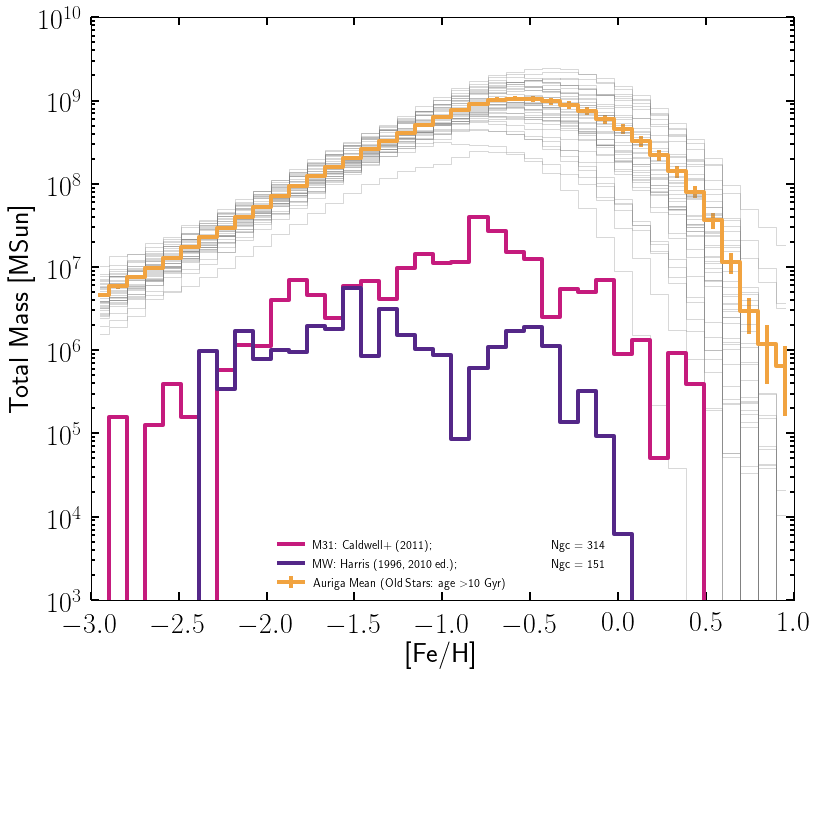 10^10
10^9
10^8
10^7
10^6
10^5
10^4
10^3
Total Mass [MSun]
M31: Caldwell+ (2011); Ngc = 314
MW: Harris (1996, 2010 ed.); Ngc = 151
Auriga Mean (Old Stars: age >10 Gyr)
−3.0 −2.5 −2.0 −1.5 −1.0 −0.5 0.0 0.5 1.0
[Fe/H]